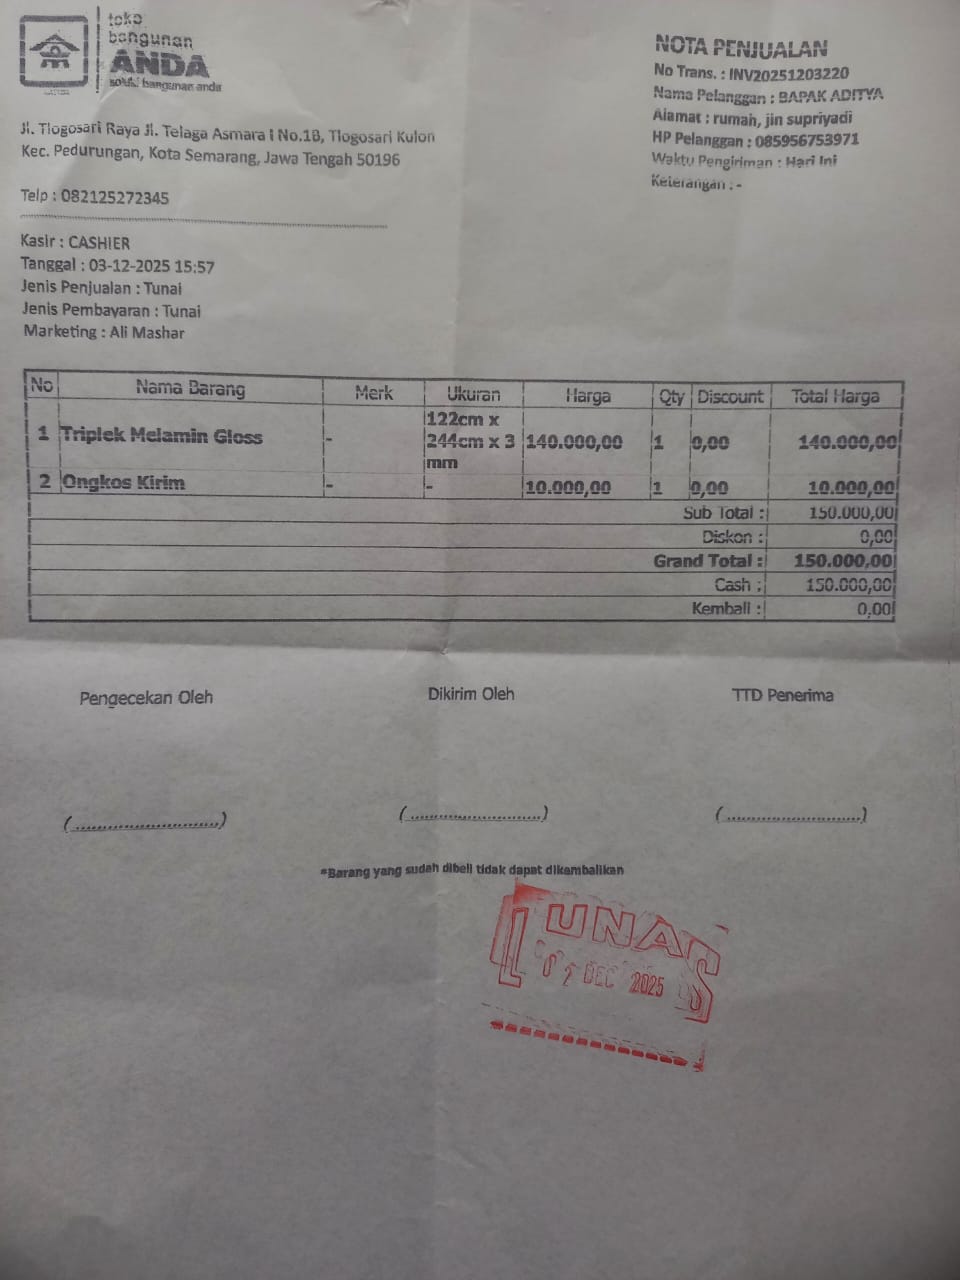 toko
bangunan
ANDA
solusi bangunan anda
Jl. Tlogosari Raya Jl. Telaga Asmara I No.1B, Tlogosari Kulon
Kec. Pedurungan, Kota Semarang, Jawa Tengah 50196
Telp : 082125272345
NOTA PENJUALAN
No Trans. : INV20251203220
Nama Pelanggan : BAPAK ADITYA
Alamat : rumah, jin supriyadi
HP Pelanggan : 085956753971
Waktu Pengiriman : Hari Ini
Keterangan : -
Kasir : CASHIER
Tanggal : 03-12-2025 15:57
Jenis Penjualan : Tunai
Jenis Pembayaran : Tunai
Marketing : Ali Mashar
No Nama Barang Merk Ukuran Harga Qty Discount Total Harga
1 Triplek Melamin Gloss - 122cm x 244cm x 3 mm 140.000,00 1 0,00 140.000,00
2 Ongkos Kirim - - 10.000,00 1 0,00 10.000,00
Sub Total : 150.000,00
Diskon : 0,00
Grand Total : 150.000,00
Cash : 150.000,00
Kembali : 0,00
Pengecekan Oleh Dikirim Oleh TTD Penerima
(..........................) (..........................) (..........................)
*Barang yang sudah dibeli tidak dapat dikambalikan
LUNAS
02 DEC 2025